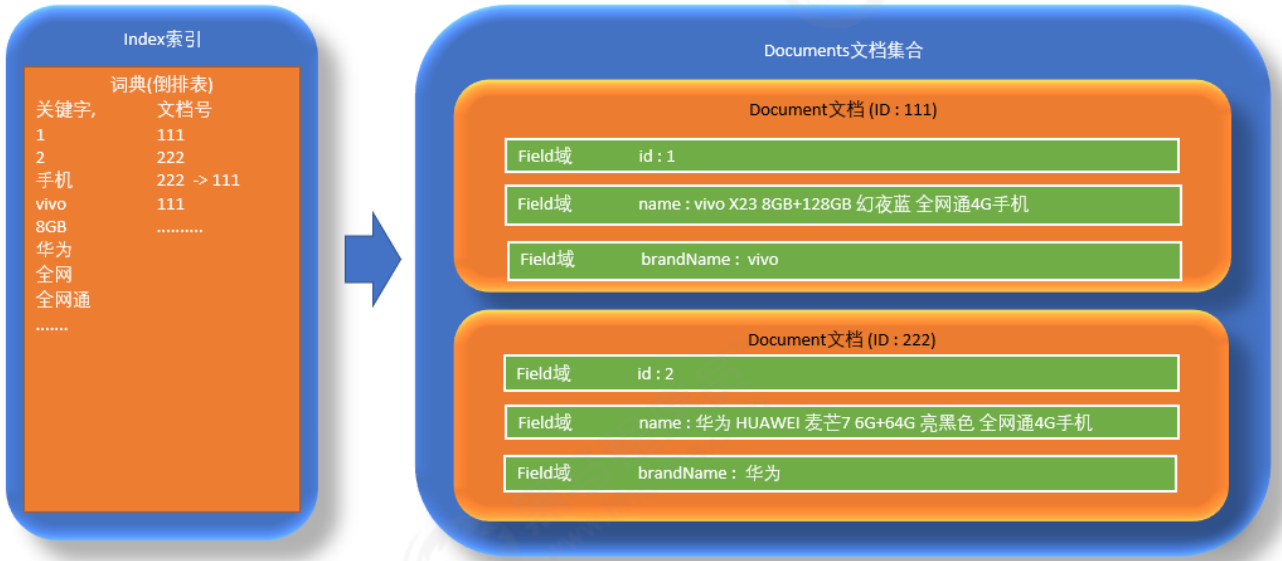 Index索引
词典(倒排表)
关键字, 文档号
1 111
2 222
手机 222 -> 111
vivo 111
8GB ..........
华为
全网
全网通
.......
Documents文档集合
Document文档 (ID : 111)
Field域 id : 1
Field域 name : vivo X23 8GB+128GB 幻夜蓝 全网通4G手机
Field域 brandName : vivo
Document文档 (ID : 222)
Field域 id : 2
Field域 name : 华为 HUAWEI 麦芒7 6G+64G 亮黑色 全网通4G手机
Field域 brandName : 华为